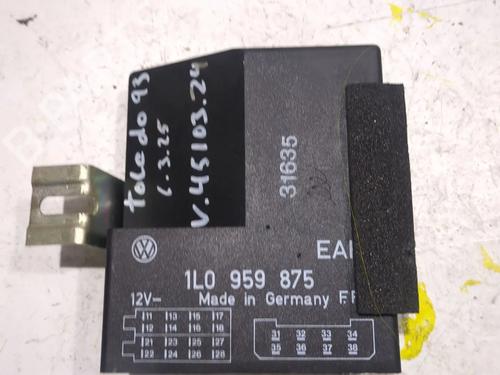 toledo 93
6-3.25
V.45103.24
31635
EAI
1L0 959 875
12V- Made in Germany
11 13 15 17
12 14 16 18
21 23 25 27
22 24 26 28
31 32 33 34
35 36 37 38